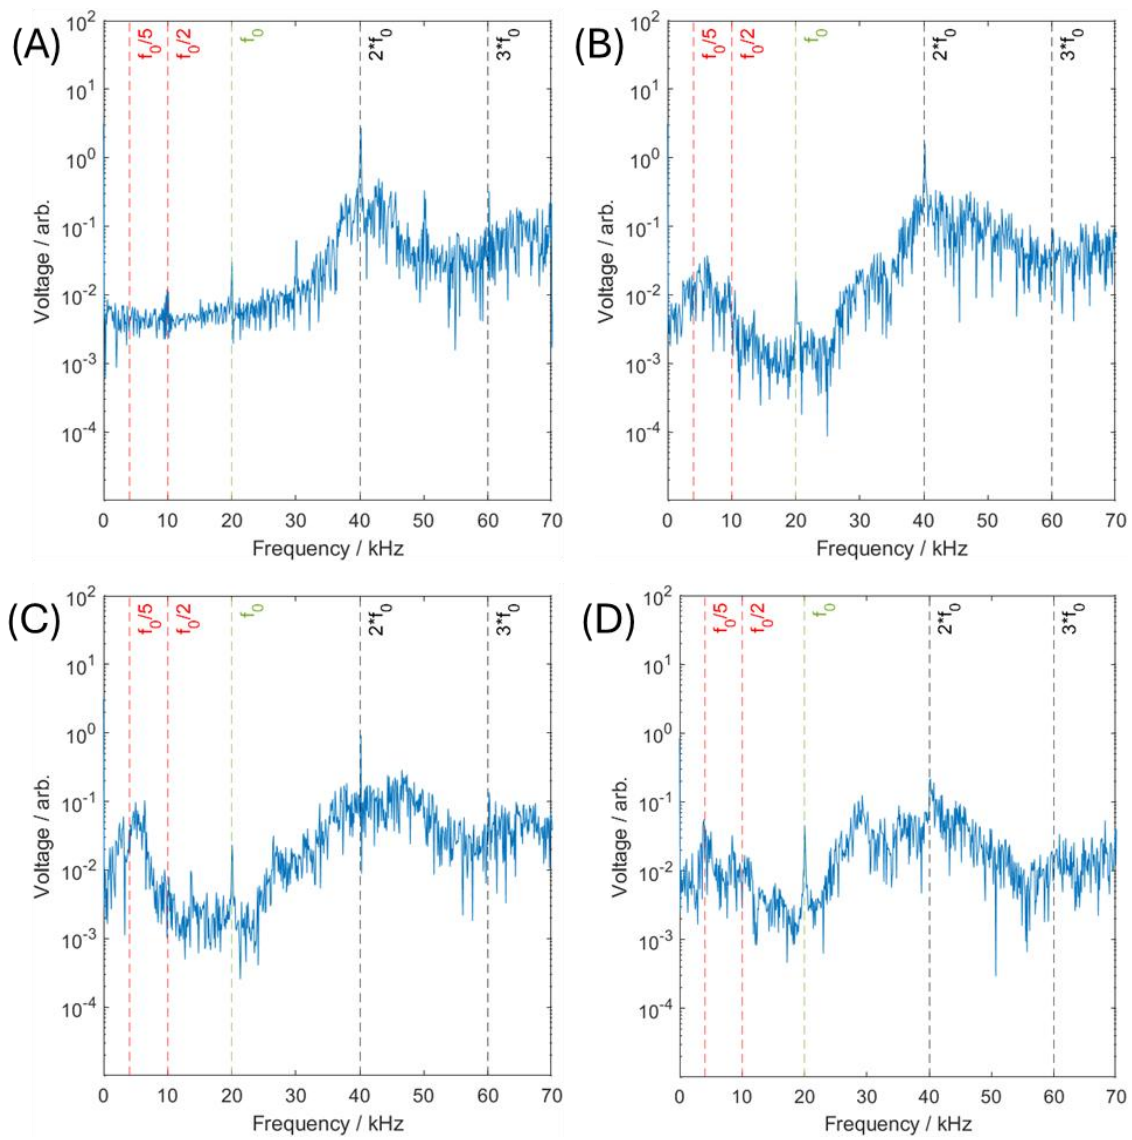 (A)
f0/5
f0/2
f0
2*f0
3*f0
10^2
10^1
10^0
10^-1
10^-2
10^-3
10^-4
Voltage / arb.
0 10 20 30 40 50 60 70
Frequency / kHz
(B)
f0/5
f0/2
f0
2*f0
3*f0
10^2
10^1
10^0
10^-1
10^-2
10^-3
10^-4
Voltage / arb.
0 10 20 30 40 50 60 70
Frequency / kHz
(C)
f0/5
f0/2
f0
2*f0
3*f0
10^2
10^1
10^0
10^-1
10^-2
10^-3
10^-4
Voltage / arb.
0 10 20 30 40 50 60 70
Frequency / kHz
(D)
f0/5
f0/2
f0
2*f0
3*f0
10^2
10^1
10^0
10^-1
10^-2
10^-3
10^-4
Voltage / arb.
0 10 20 30 40 50 60 70
Frequency / kHz